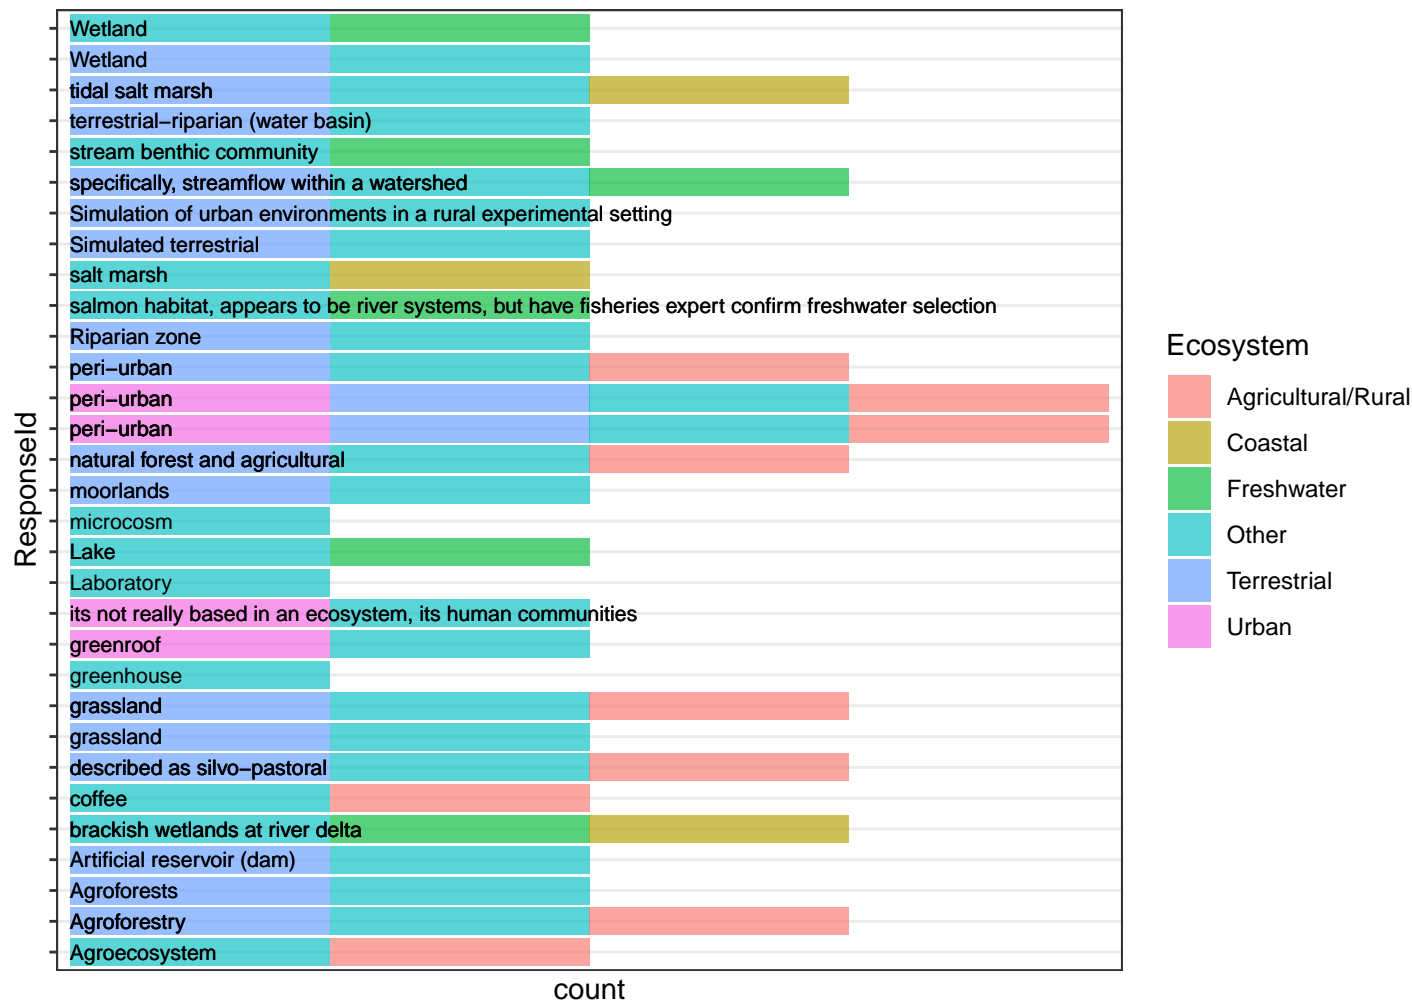 Wetland
Wetland
tidal salt marsh
terrestrial−riparian (water basin)
stream benthic community
specifically, streamflow within a watershed
Simulation of urban environments in a rural experimental setting
Simulated terrestrial
salt marsh
salmon habitat, appears to be river systems, but have fisheries expert confirm freshwater selection
Riparian zone
peri−urban
peri−urban
peri−urban
natural forest and agricultural
moorlands
microcosm
Lake
Laboratory
its not really based in an ecosystem, its human communities
greenroof
greenhouse
grassland
grassland
described as silvo−pastoral
coffee
brackish wetlands at river delta
Artificial reservoir (dam)
Agroforests
Agroforestry
Agroecosystem
ResponseId
count
Ecosystem
Agricultural/Rural
Coastal
Freshwater
Other
Terrestrial
Urban